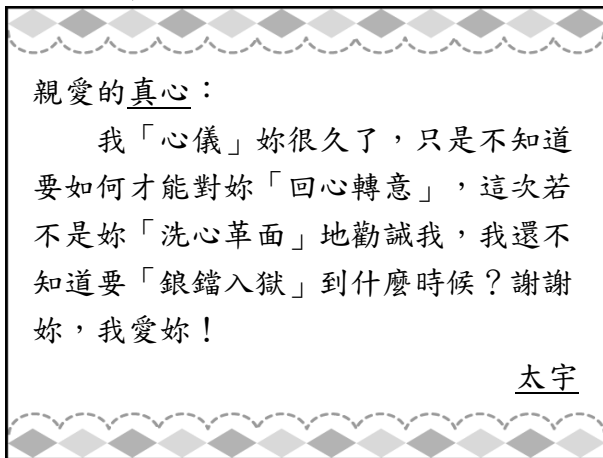 親愛的真心：
我「心儀」妳很久了，只是不知道
要如何才能對妳「回心轉意」，這次若
不是妳「洗心革面」地勸誡我，我還不
知道要「鋃鐺入獄」到什麼時候？謝謝
妳，我愛妳！
太宇